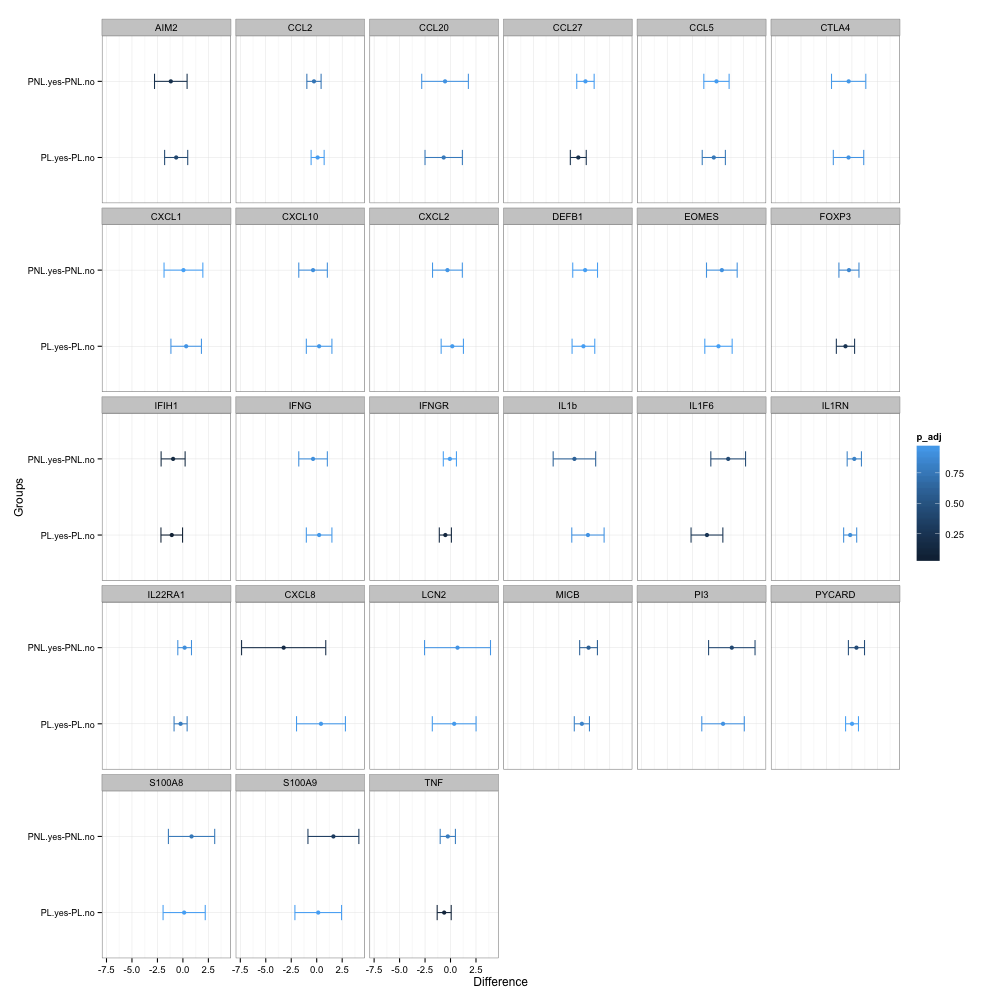 AIM2 CCL2 CCL20 CCL27 CCL5 CTLA4
PNL.yes-PNL.no
PL.yes-PL.no
CXCL1 CXCL10 CXCL2 DEFB1 EOMES FOXP3
PNL.yes-PNL.no
PL.yes-PL.no
IFIH1 IFNG IFNGR IL1b IL1F6 IL1RN
PNL.yes-PNL.no
PL.yes-PL.no
IL22RA1 CXCL8 LCN2 MICB PI3 PYCARD
PNL.yes-PNL.no
PL.yes-PL.no
S100A8 S100A9 TNF
PNL.yes-PNL.no
PL.yes-PL.no
-7.5 -5.0 -2.5 0.0 2.5 -7.5 -5.0 -2.5 0.0 2.5 -7.5 -5.0 -2.5 0.0 2.5
Difference
Groups
p_adj
0.75
0.50
0.25